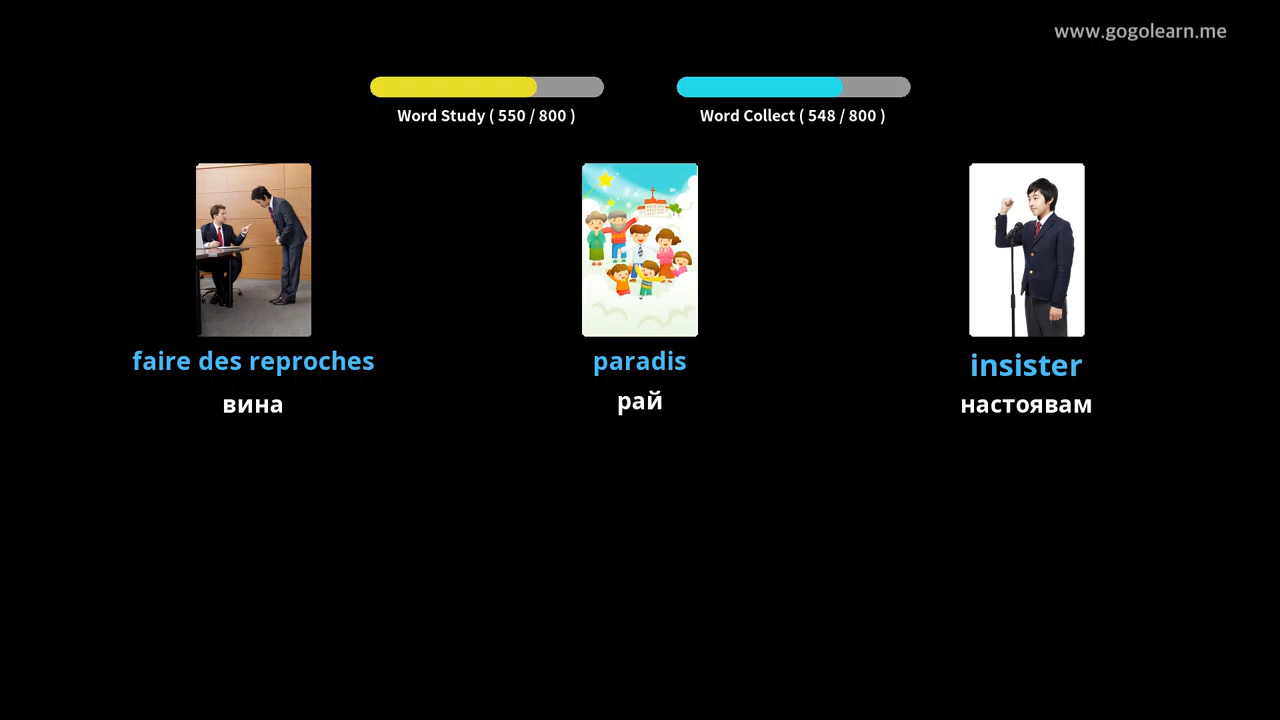 www.gogolearn.me
Word Study ( 550 / 800 )
Word Collect ( 548 / 800 )
faire des reproches
paradis
insister
вина
рай
настоявам